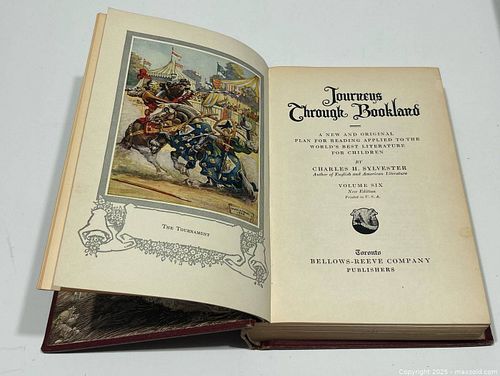 THE TOURNAMENT
Journeys
Through Bookland
A NEW AND ORIGINAL
PLAN FOR READING APPLIED TO THE
WORLD'S BEST LITERATURE
FOR CHILDREN
BY
CHARLES H. SYLVESTER
Author of English and American Literature
VOLUME SIX
New Edition
Printed in U. S. A.
Toronto
BELLOWS-REEVE COMPANY
PUBLISHERS
Copyright 2025 - maxsold.com